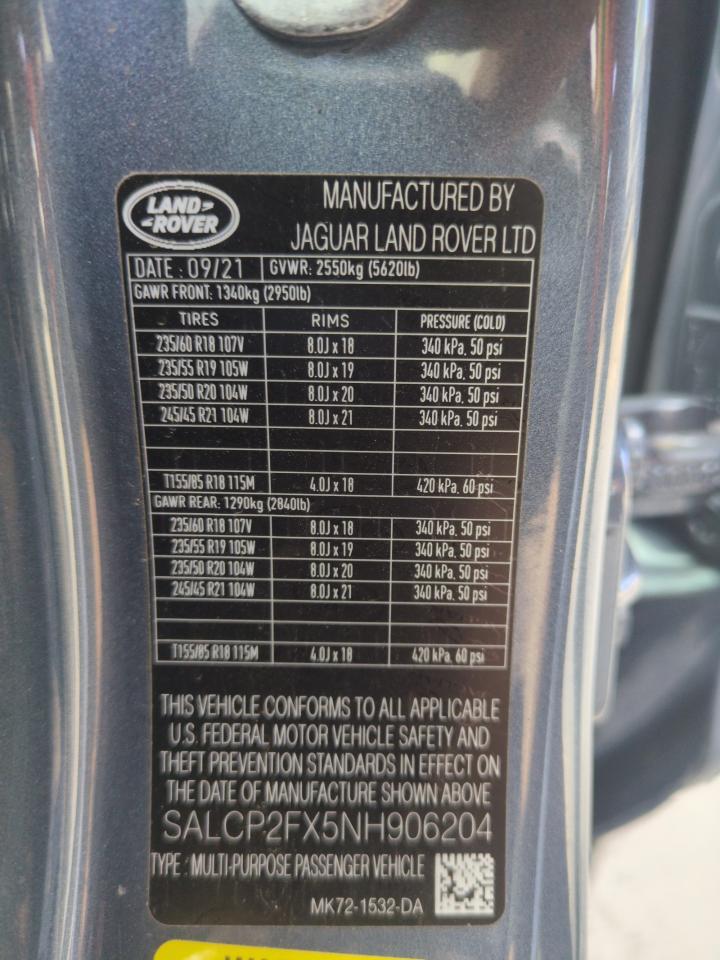 LAND-
-ROVER
MANUFACTURED BY
JAGUAR LAND ROVER LTD
DATE : 09/21 GVWR: 2550kg (5620lb)
GAWR FRONT: 1340kg (2950lb)
TIRES RIMS PRESSURE (COLD)
235/60 R18 107V 8.0J x 18 340 kPa, 50 psi
235/55 R19 105W 8.0J x 19 340 kPa, 50 psi
235/50 R20 104W 8.0J x 20 340 kPa, 50 psi
245/45 R21 104W 8.0J x 21 340 kPa, 50 psi
T155/85 R18 115M 4.0J x 18 420 kPa, 60 psi
GAWR REAR: 1290kg (2840lb)
235/60 R18 107V 8.0J x 18 340 kPa, 50 psi
235/55 R19 105W 8.0J x 19 340 kPa, 50 psi
235/50 R20 104W 8.0J x 20 340 kPa, 50 psi
245/45 R21 104W 8.0J x 21 340 kPa, 50 psi
T155/85 R18 115M 4.0J x 18 420 kPa, 60 psi
THIS VEHICLE CONFORMS TO ALL APPLICABLE
U.S. FEDERAL MOTOR VEHICLE SAFETY AND
THEFT PREVENTION STANDARDS IN EFFECT ON
THE DATE OF MANUFACTURE SHOWN ABOVE
SALCP2FX5NH906204
TYPE : MULTI-PURPOSE PASSENGER VEHICLE
MK72-1532-DA